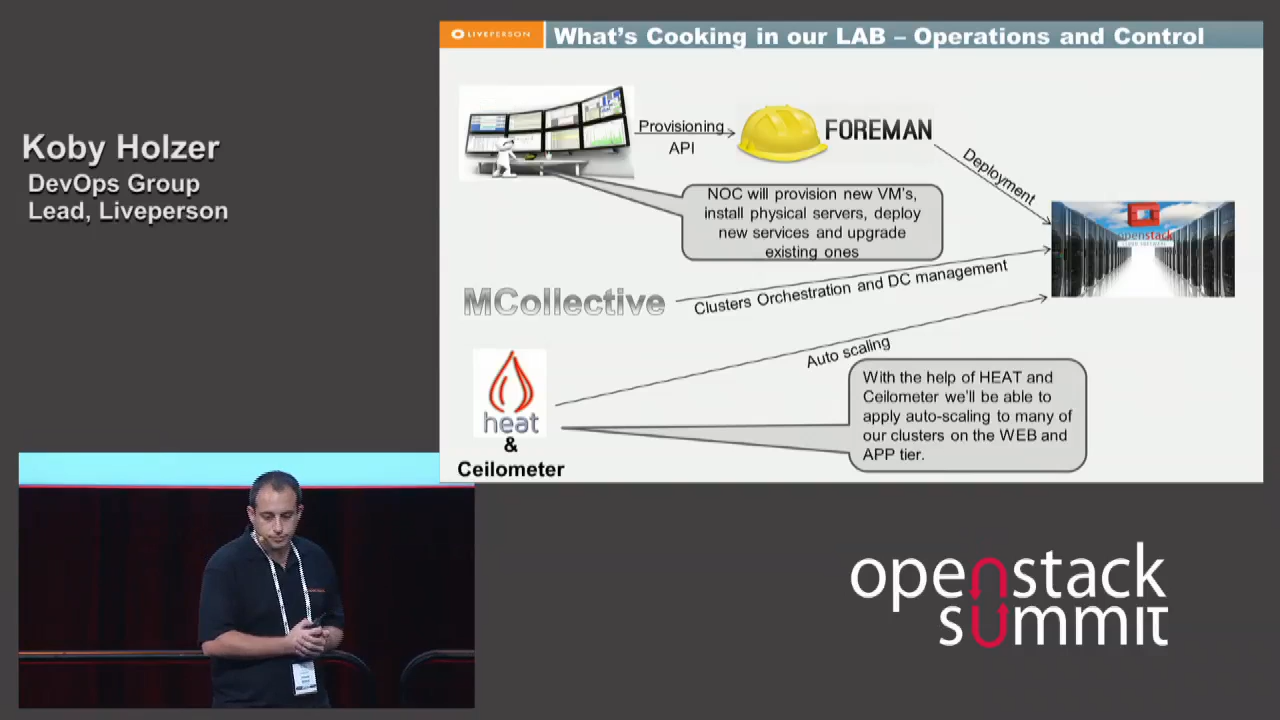 Koby Holzer
DevOps Group
Lead, Liveperson
LIVEPERSON
What's Cooking in our LAB – Operations and Control
Provisioning
API
FOREMAN
Deployment
NOC will provision new VM's,
install physical servers, deploy
new services and upgrade
existing ones
openstack
CLOUD SOFTWARE
MCollective
Clusters Orchestration and DC management
Auto scaling
heat
&
Ceilometer
With the help of HEAT and
Ceilometer we'll be able to
apply auto-scaling to many of
our clusters on the WEB and
APP tier.
openstack
summit